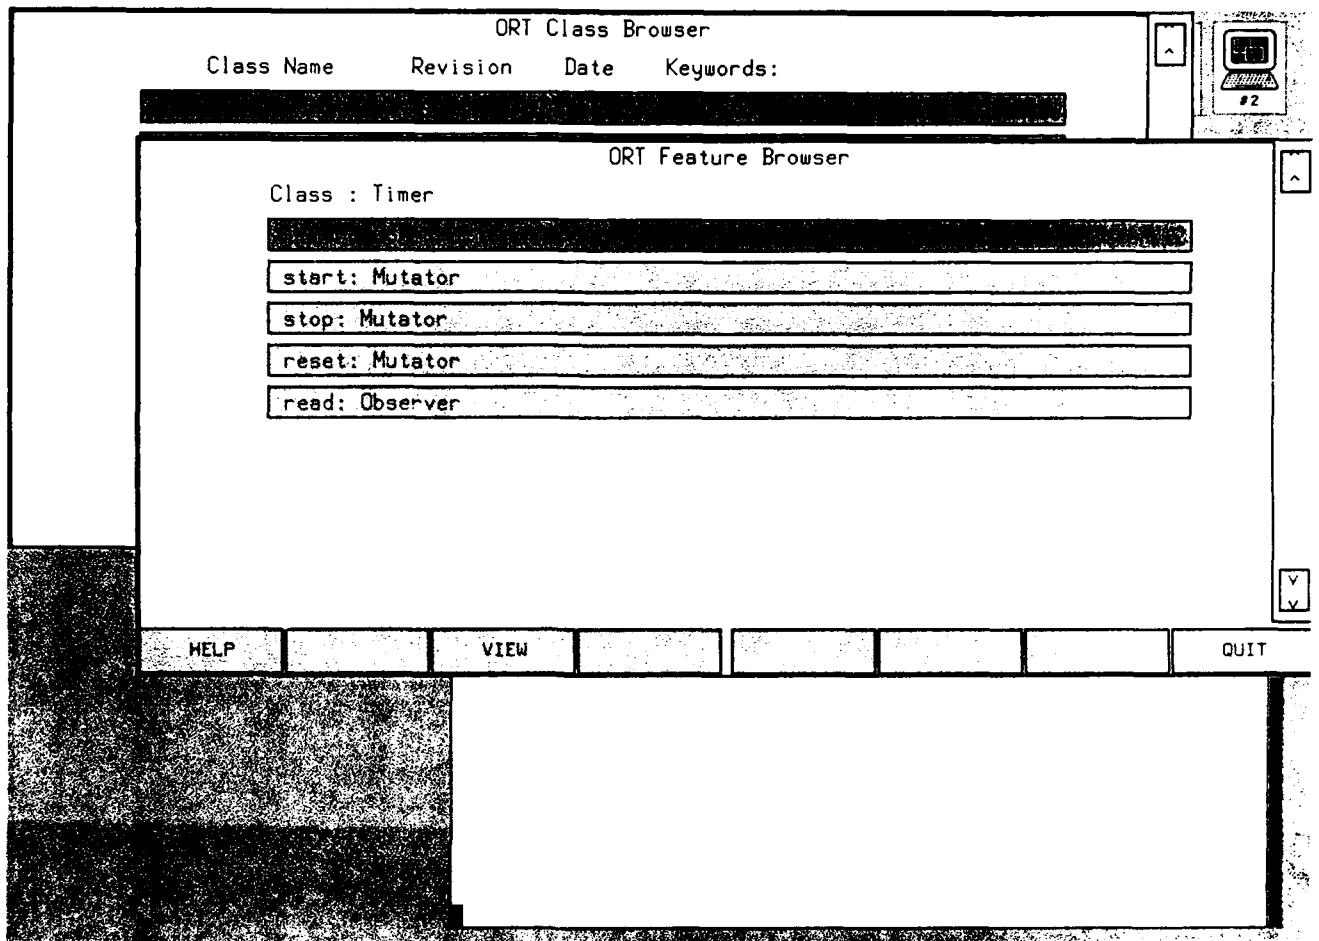 ORT Class Browser
Class Name Revision Date Keywords:
#2
ORT Feature Browser
Class : Timer
start: Mutator
stop: Mutator
reset: Mutator
read: Observer
HELP VIEW QUIT